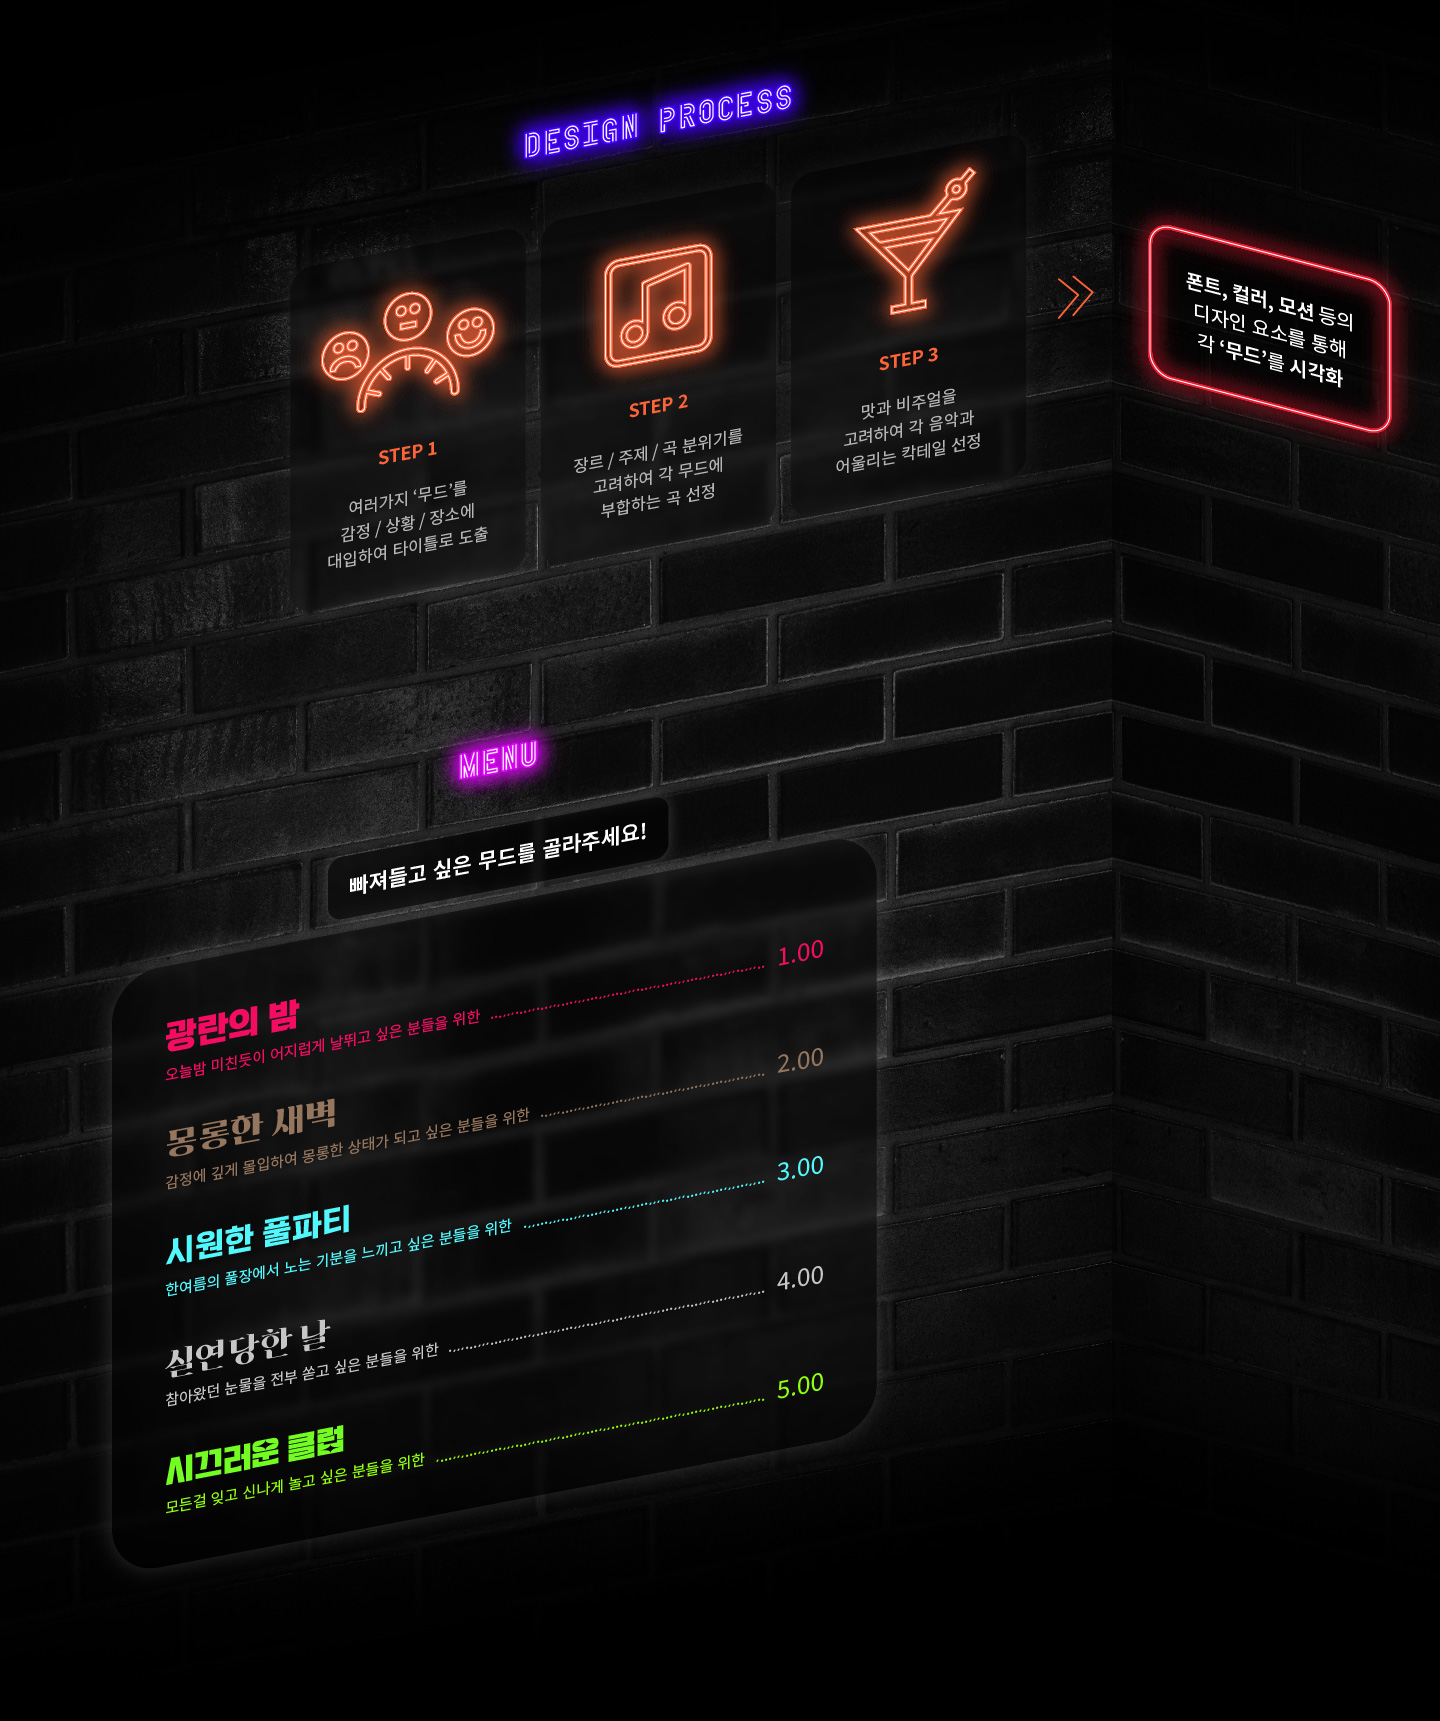 DESIGN PROCESS
STEP 1
여러가지 ‘무드’를
감정 / 상황 / 장소에
대입하여 타이틀로 도출
STEP 2
장르 / 주제 / 곡 분위기를
고려하여 각 무드에
부합하는 곡 선정
STEP 3
맛과 비주얼을
고려하여 각 음악과
어울리는 칵테일 선정
폰트, 컬러, 모션 등의
디자인 요소를 통해
각 ‘무드’를 시각화
MENU
빠져들고 싶은 무드를 골라주세요!
광란의 밤
오늘밤 미친듯이 어지럽게 날뛰고 싶은 분들을 위한 1.00
몽롱한 새벽
감정에 깊게 몰입하여 몽롱한 상태가 되고 싶은 분들을 위한 2.00
시원한 풀파티
한여름의 풀장에서 노는 기분을 느끼고 싶은 분들을 위한 3.00
실연당한 날
참아왔던 눈물을 전부 쏟고 싶은 분들을 위한 4.00
시끄러운 클럽
모든걸 잊고 신나게 놀고 싶은 분들을 위한 5.00